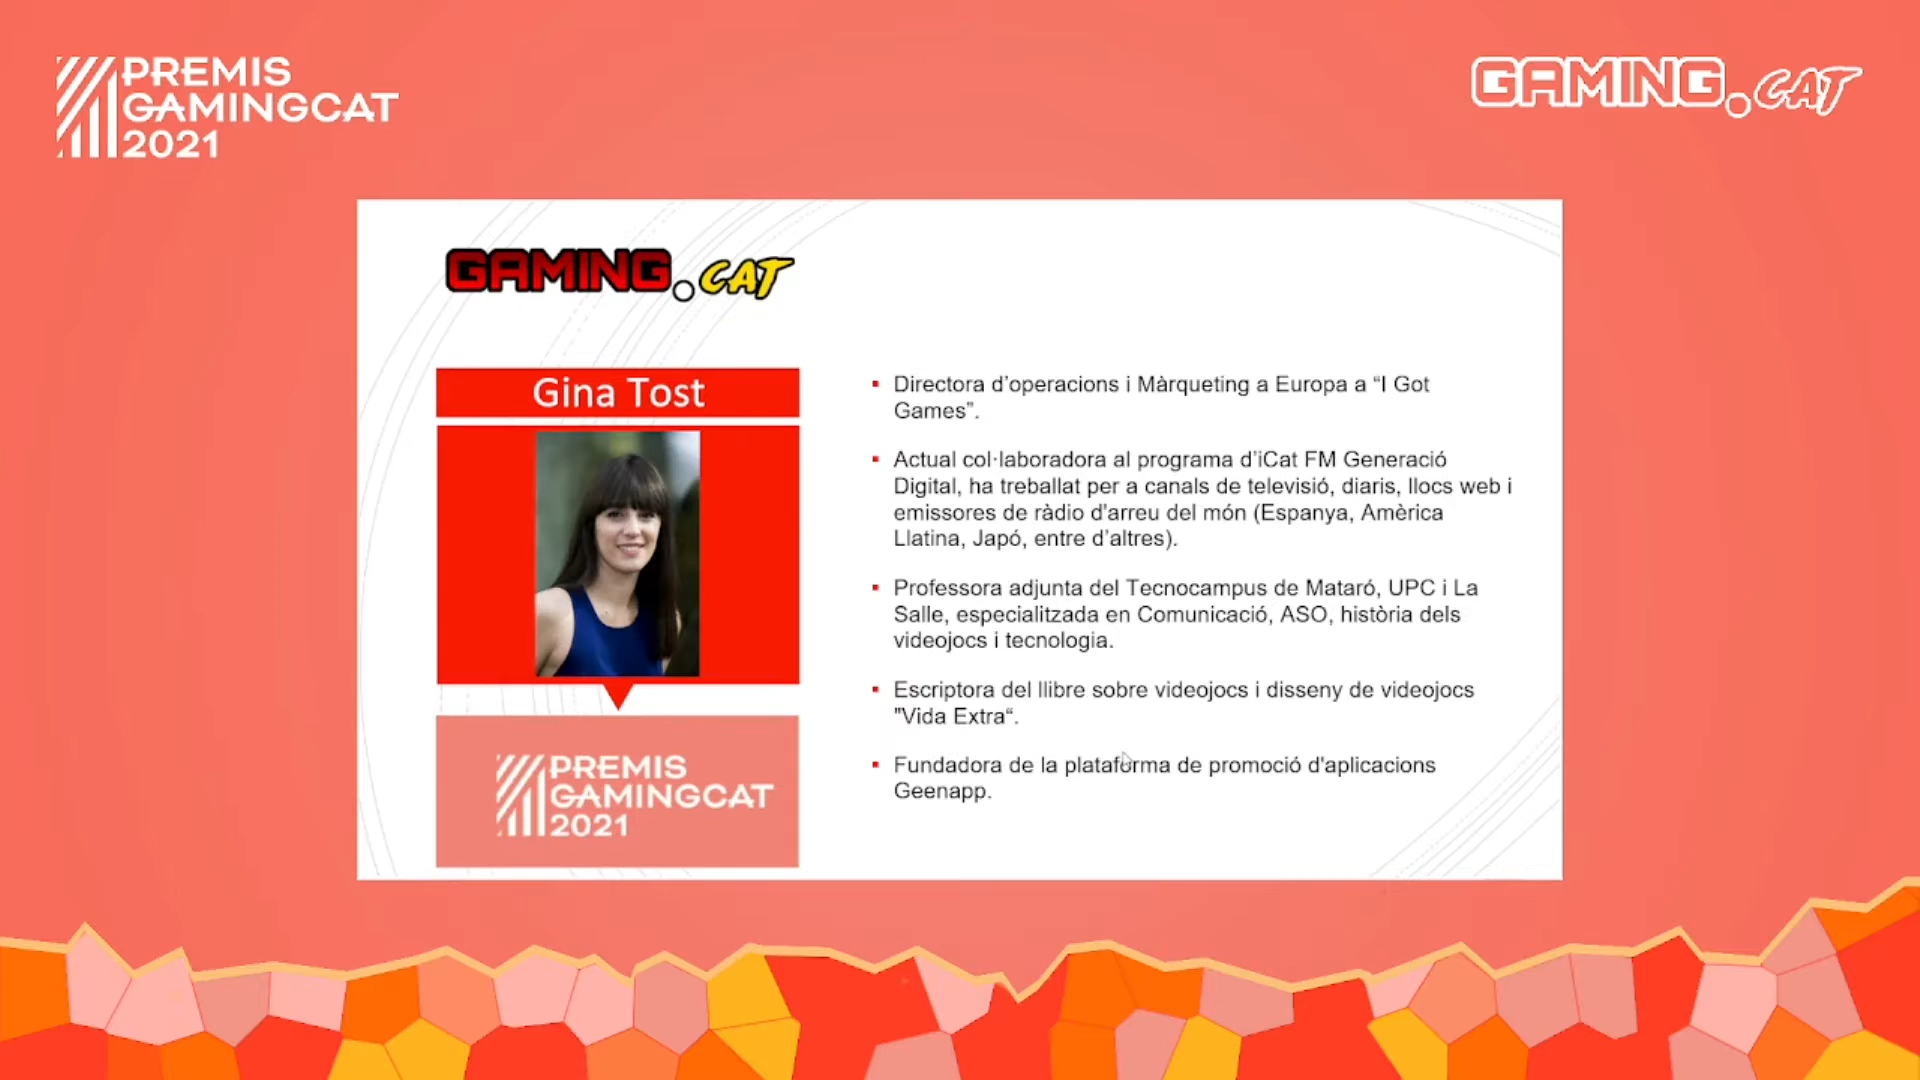 PREMIS
GAMINGCAT
2021
GAMING.CAT
GAMING.CAT
Gina Tost
PREMIS
GAMINGCAT
2021
▪ Directora d’operacions i Màrqueting a Europa a “I Got
Games”.
▪ Actual col·laboradora al programa d’iCat FM Generació
Digital, ha treballat per a canals de televisió, diaris, llocs web i
emissores de ràdio d'arreu del món (Espanya, Amèrica
Llatina, Japó, entre d’altres).
▪ Professora adjunta del Tecnocampus de Mataró, UPC i La
Salle, especialitzada en Comunicació, ASO, història dels
videojocs i tecnologia.
▪ Escriptora del llibre sobre videojocs i disseny de videojocs
"Vida Extra“.
▪ Fundadora de la plataforma de promoció d'aplicacions
Geenapp.